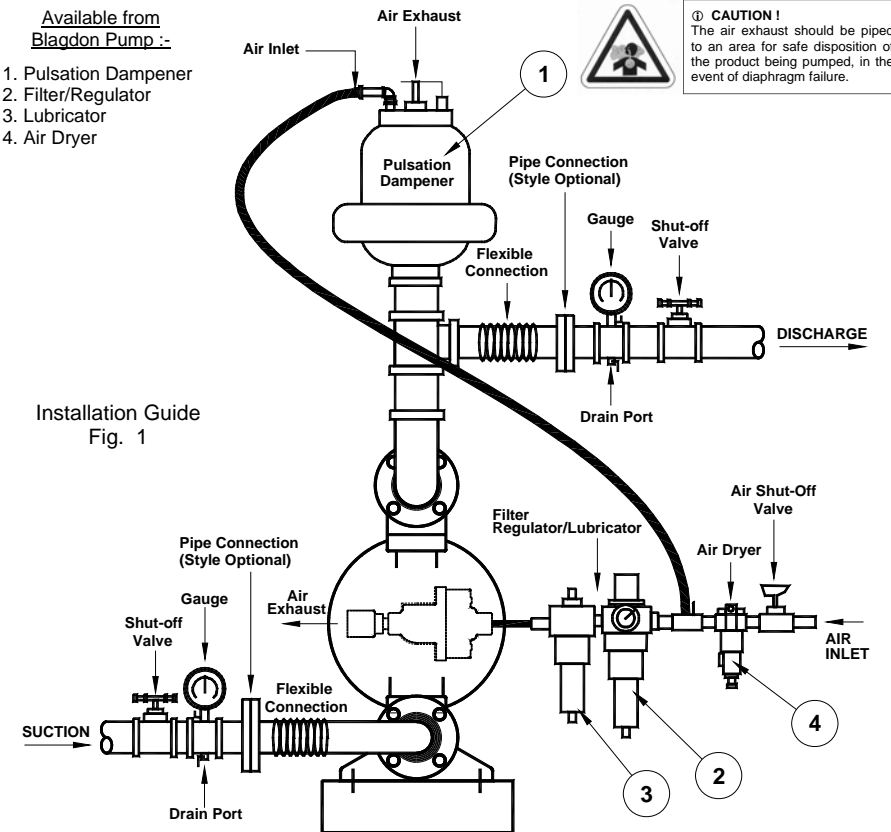 Available from
Blagdon Pump :-
1. Pulsation Dampener
2. Filter/Regulator
3. Lubricator
4. Air Dryer
Air Exhaust
Air Inlet
1
① CAUTION !
The air exhaust should be piped
to an area for safe disposition of
the product being pumped, in the
event of diaphragm failure.
Pulsation
Dampener
Pipe Connection
(Style Optional)
Gauge
Shut-off
Valve
Flexible
Connection
DISCHARGE
Drain Port
Installation Guide
Fig. 1
Filter
Regulator/Lubricator
Air Shut-Off
Valve
Air Dryer
Pipe Connection
(Style Optional)
Air
Exhaust
Gauge
Shut-off
Valve
AIR
INLET
Flexible
Connection
SUCTION
4
2
3
Drain Port